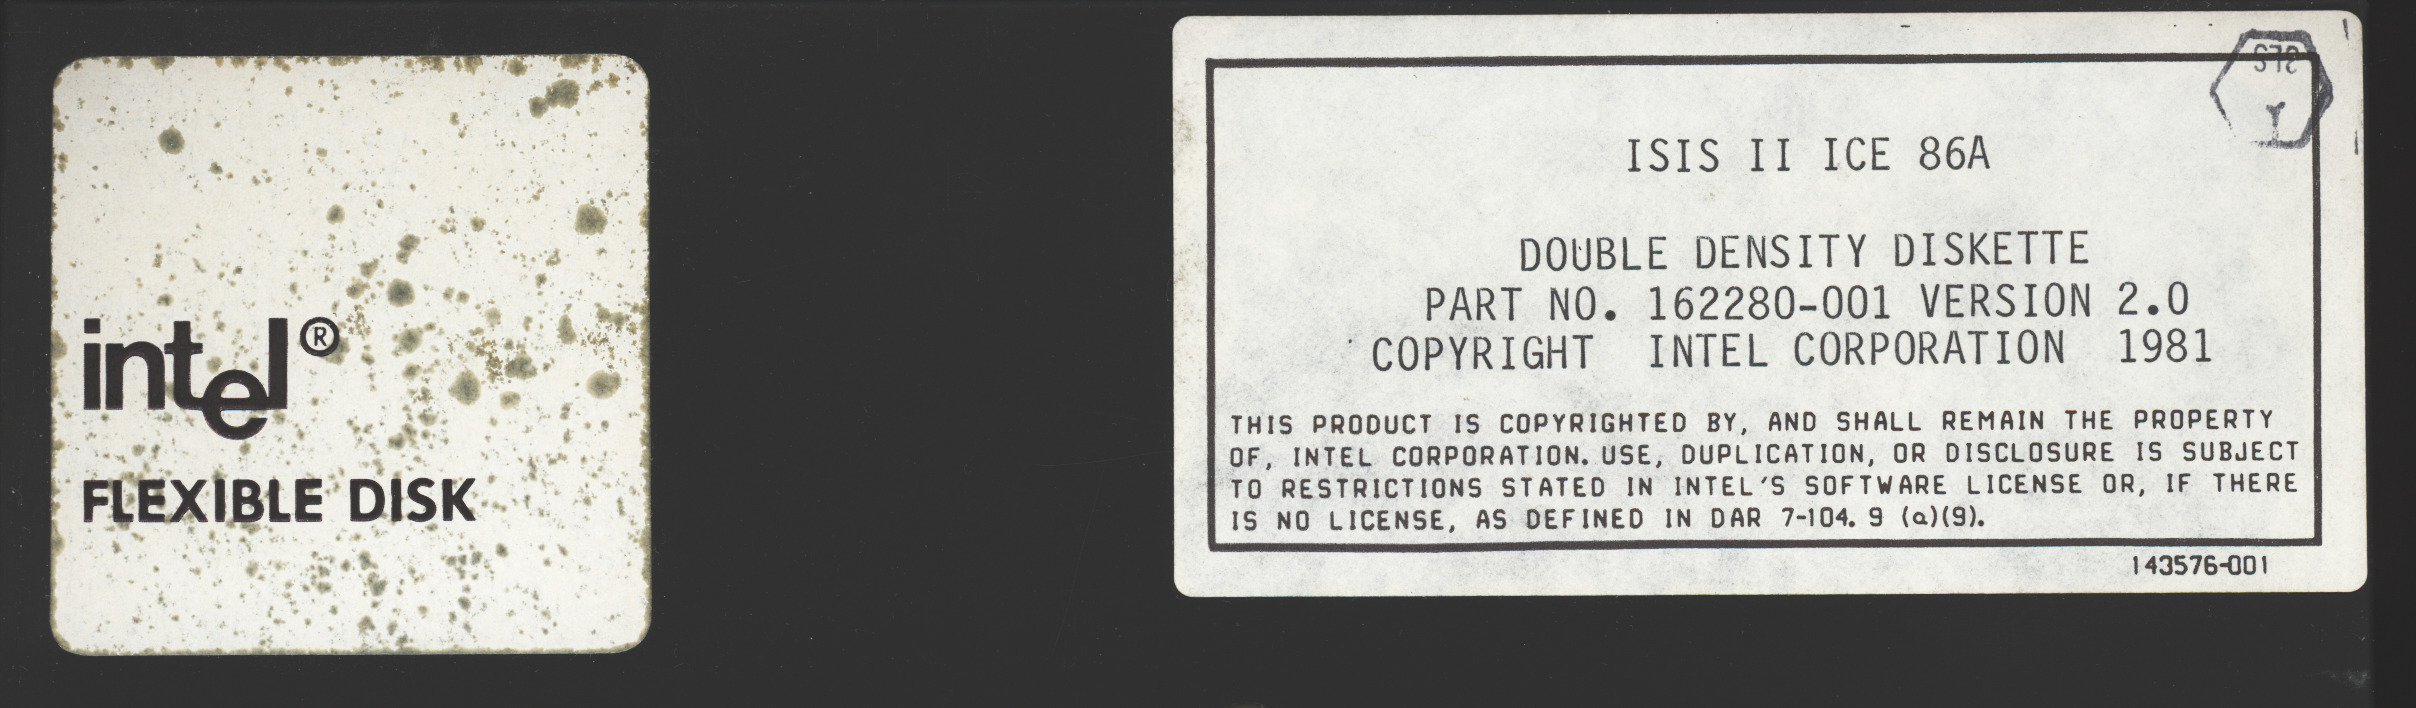 intel®
FLEXIBLE DISK
ISIS II ICE 86A
DOUBLE DENSITY DISKETTE
PART NO. 162280-001 VERSION 2.0
COPYRIGHT INTEL CORPORATION 1981
THIS PRODUCT IS COPYRIGHTED BY, AND SHALL REMAIN THE PROPERTY
OF, INTEL CORPORATION. USE, DUPLICATION, OR DISCLOSURE IS SUBJECT
TO RESTRICTIONS STATED IN INTEL'S SOFTWARE LICENSE OR, IF THERE
IS NO LICENSE, AS DEFINED IN DAR 7-104. 9 (a)(9).
143576-001